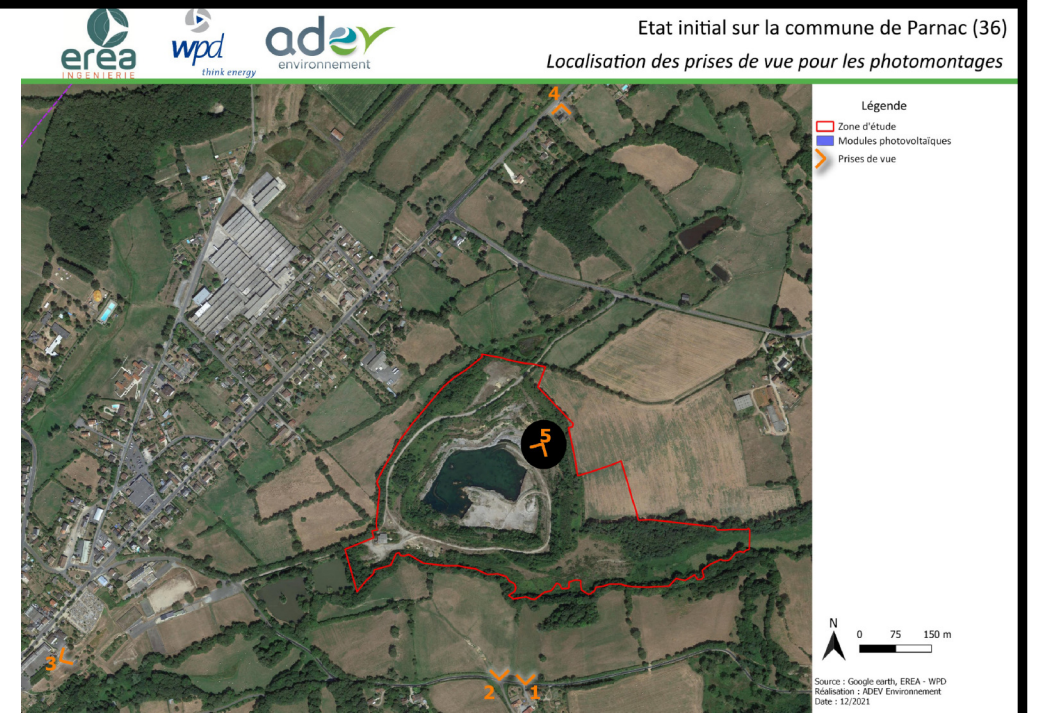 erea
INGENIERIE
wpd
think energy
adev
environnement
Etat initial sur la commune de Parnac (36)
Localisation des prises de vue pour les photomontages
4
5
3
2
1
Légende
Zone d'étude
Modules photovoltaïques
Prises de vue
N
0 75 150 m
Source : Google earth, EREA - WPD
Réalisation : ADEV Environnement
Date : 12/2021